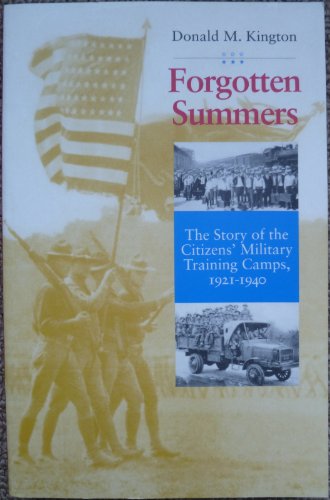 Donald M. Kington
Forgotten
Summers
The Story of the
Citizens' Military
Training Camps,
1921-1940